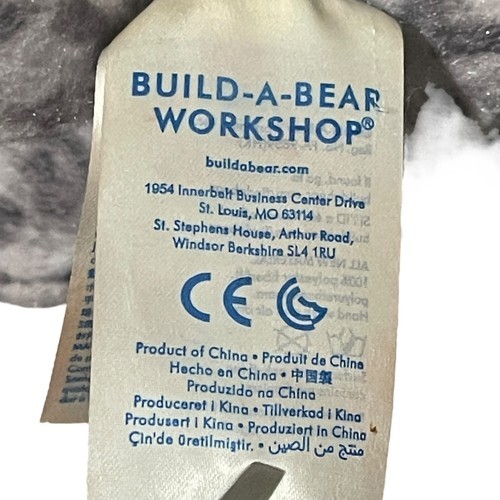 BUILD-A-BEAR
WORKSHOP®
buildabear.com
1954 Innerbelt Business Center Drive
St. Louis, MO 63114
St. Stephens House, Arthur Road,
Windsor Berkshire SL4 1RU
CE
Product of China • Produit de Chine
Hecho en China • 中国製
Produzido na China
Produceret i Kina • Tillverkad i Kina
Produsert i Kina • Produziert in China
Çin'de üretilmiştir. • منتج من الصين